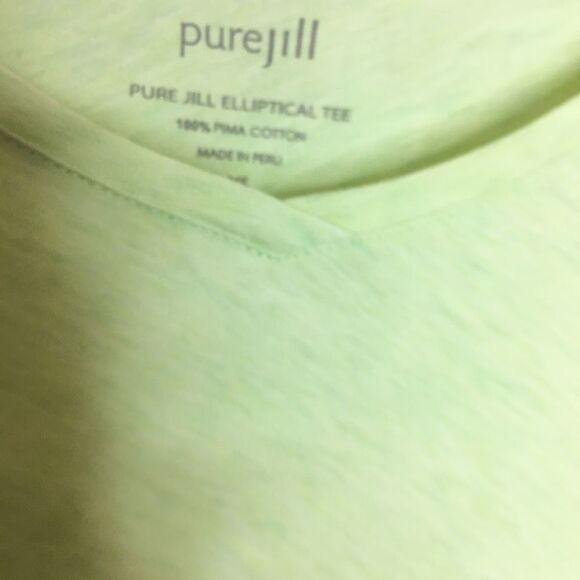 purejill
PURE JILL ELLIPTICAL TEE
100% PIMA COTTON
MADE IN PERU